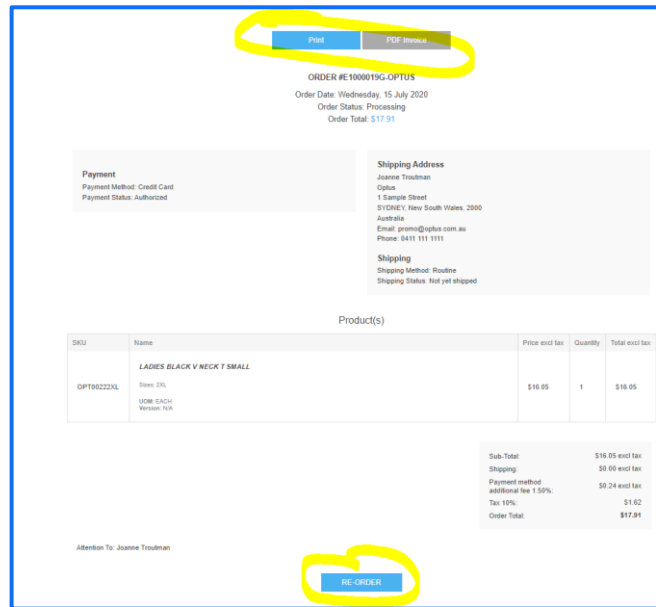 Print PDF Invoice
ORDER #E1000019G-OPTUS
Order Date: Wednesday, 15 July 2020
Order Status: Processing
Order Total: $17.91
Payment
Payment Method: Credit Card
Payment Status: Authorized
Shipping Address
Joanne Troutman
Optus
1 Sample Street
SYDNEY, New South Wales, 2000
Australia
Email: promo@optus.com.au
Phone: 0411 111 1111
Shipping
Shipping Method: Routine
Shipping Status: Not yet shipped
Product(s)
SKU Name Price excl tax Quantity Total excl tax
LADIES BLACK V NECK T SMALL
Sizes: 2XL
OPT00222XL $16.05 1 $16.05
UOM: EACH
Version: N/A
Sub-Total: $16.05 excl tax
Shipping: $0.00 excl tax
Payment method
additional fee 1.50%: $0.24 excl tax
Tax 10%: $1.62
Order Total: $17.91
Attention To: Joanne Troutman
RE-ORDER